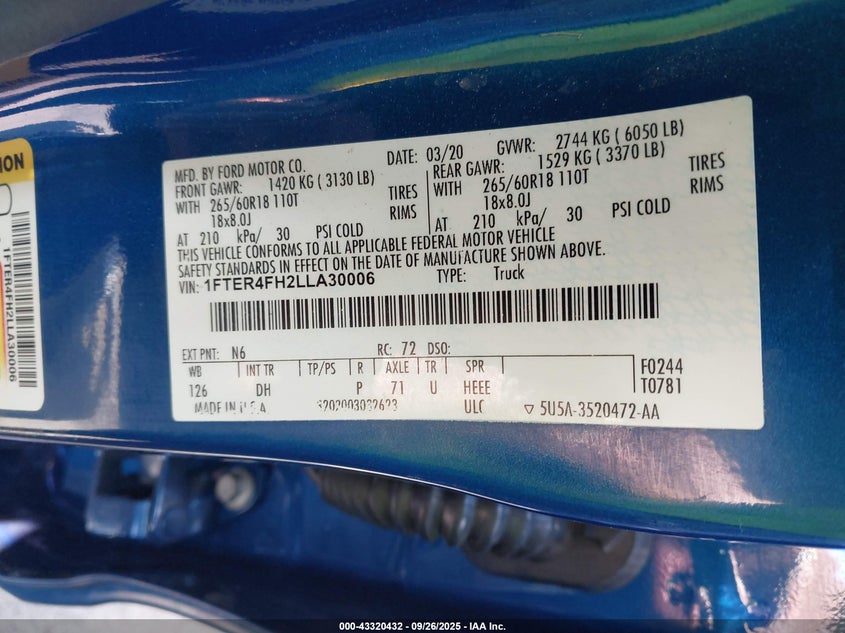 MFD. BY FORD MOTOR CO.
DATE: 03/20 GVWR: 2744 KG ( 6050 LB)
FRONT GAWR: 1420 KG ( 3130 LB)
REAR GAWR: 1529 KG ( 3370 LB)
WITH 265/60R18 110T TIRES
WITH 265/60R18 110T TIRES
18x8.0J RIMS
18x8.0J RIMS
AT 210 kPa/ 30 PSI COLD
AT 210 kPa/ 30 PSI COLD
THIS VEHICLE CONFORMS TO ALL APPLICABLE FEDERAL MOTOR VEHICLE
SAFETY STANDARDS IN EFFECT ON THE DATE OF MANUFACTURE SHOWN ABOVE.
VIN: 1FTER4FH2LLA30006 TYPE: Truck
EXT PNT: N6 RC: 72 DSO:
WB INT TR TP/PS R AXLE TR SPR F0244
126 DH P 71 U HEEE T0781
MADE IN U.S.A ULC ▽ 5U5A-3520472-AA
1FTER4FH2LLA30006
000-43320432 - 09/26/2025 - IAA Inc.